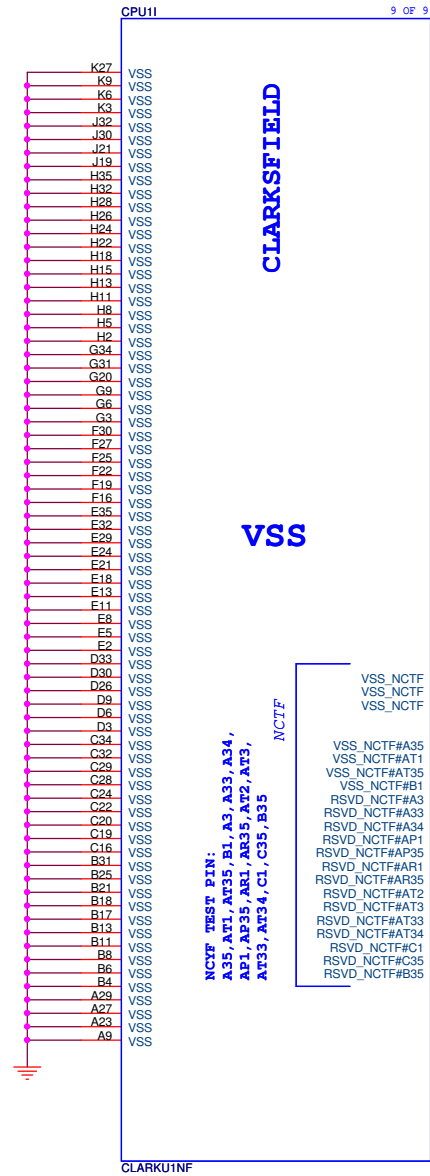 CPU1I
9 OF 9
CLARKSFIELD
K27 VSS
K9 VSS
K6 VSS
K3 VSS
J32 VSS
J30 VSS
J21 VSS
J19 VSS
H35 VSS
H32 VSS
H28 VSS
H26 VSS
H24 VSS
H22 VSS
H18 VSS
H15 VSS
H13 VSS
H11 VSS
H8 VSS
H5 VSS
H2 VSS
G34 VSS
G31 VSS
G20 VSS
G9 VSS
G6 VSS
G3 VSS
F30 VSS
F27 VSS
F25 VSS
F22 VSS
F19 VSS
F16 VSS
E35 VSS
E32 VSS
E29 VSS
E24 VSS
E21 VSS
E18 VSS
E13 VSS
E11 VSS
E8 VSS
E5 VSS
E2 VSS
D33 VSS
D30 VSS
D26 VSS
D9 VSS
D6 VSS
D3 VSS
C34 VSS
C32 VSS
C29 VSS
C28 VSS
C24 VSS
C22 VSS
C20 VSS
C19 VSS
C16 VSS
B31 VSS
B25 VSS
B21 VSS
B18 VSS
B17 VSS
B13 VSS
B11 VSS
B8 VSS
B6 VSS
B4 VSS
A29 VSS
A27 VSS
A23 VSS
A9 VSS
VSS
NCTF
VSS_NCTF
VSS_NCTF
VSS_NCTF
VSS_NCTF#A35
VSS_NCTF#AT1
VSS_NCTF#AT35
VSS_NCTF#B1
RSVD_NCTF#A3
RSVD_NCTF#A33
RSVD_NCTF#A34
RSVD_NCTF#AP1
RSVD_NCTF#AP35
RSVD_NCTF#AR1
RSVD_NCTF#AR35
RSVD_NCTF#AT2
RSVD_NCTF#AT3
RSVD_NCTF#AT33
RSVD_NCTF#AT34
RSVD_NCTF#C1
RSVD_NCTF#C35
RSVD_NCTF#B35
NCYF TEST PIN:
A35,AT1,AT35,B1,A3,A33,A34,
AP1,AP35,AR1,AR35,AT2,AT3,
AT33,AT34,C1,C35,B35
CLARKU1NF